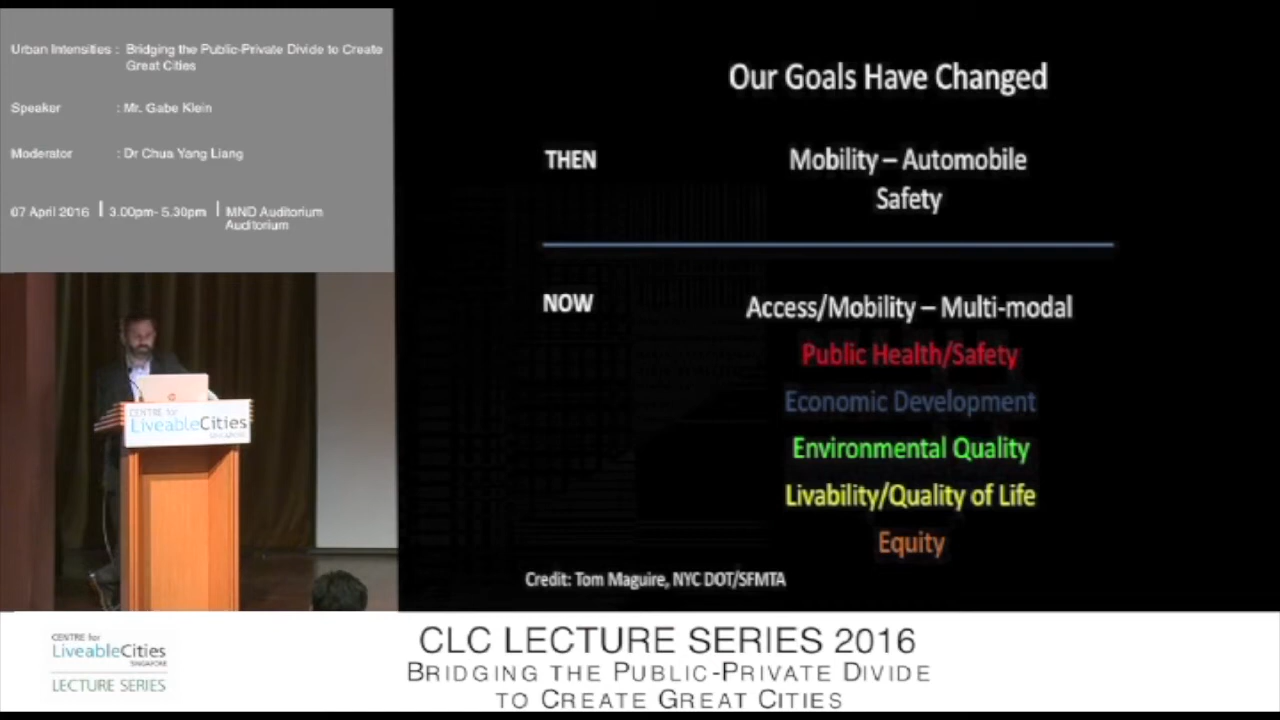 Urban Intensities : Bridging the Public-Private Divide to Create
Great Cities
Speaker : Mr. Gabe Klein
Moderator : Dr Chua Yang Liang
07 April 2016 | 3.00pm- 5.30pm | MND Auditorium
Auditorium
Our Goals Have Changed
THEN Mobility – Automobile
Safety
NOW Access/Mobility – Multi-modal
Public Health/Safety
Economic Development
Environmental Quality
Livability/Quality of Life
Equity
Credit: Tom Maguire, NYC DOT/SFMTA
CENTRE for
LiveableCities
SINGAPORE
CENTRE for
LiveableCities
SINGAPORE
LECTURE SERIES
CLC LECTURE SERIES 2016
BRIDGING THE PUBLIC-PRIVATE DIVIDE
TO CREATE GREAT CITIES